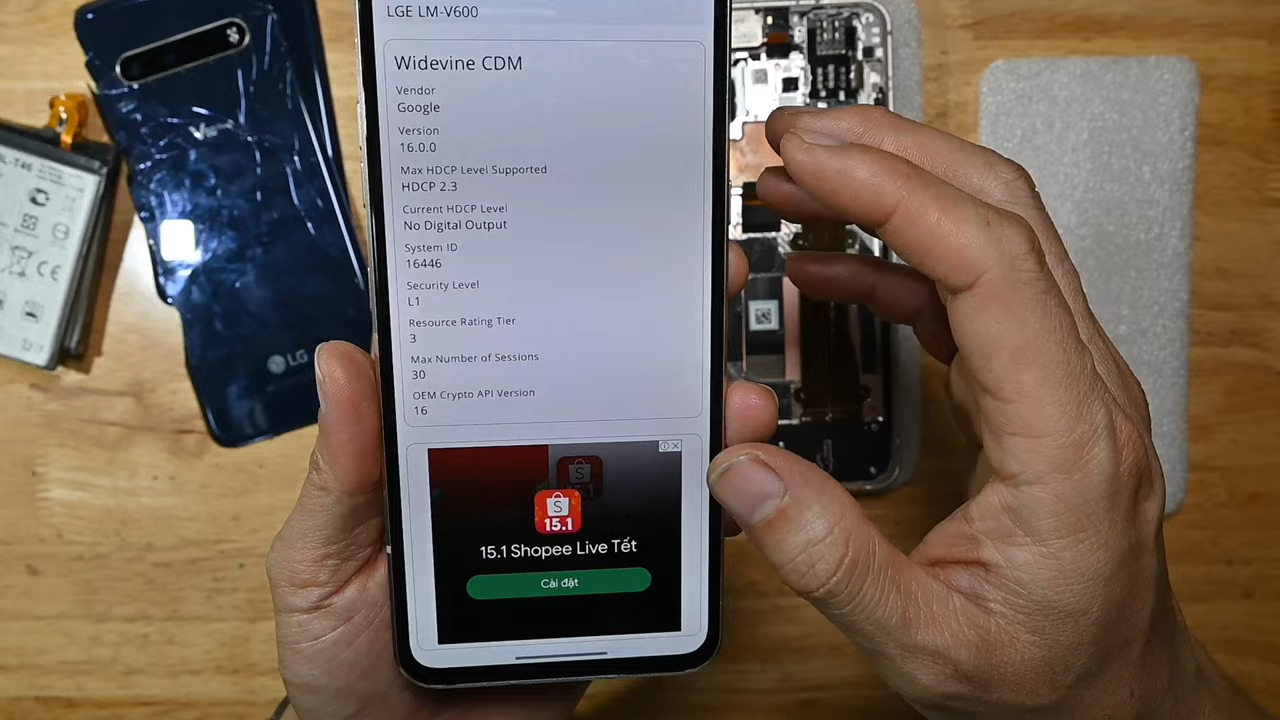 LGE LM-V600
Widevine CDM
Vendor
Google
Version
16.0.0
Max HDCP Level Supported
HDCP 2.3
Current HDCP Level
No Digital Output
System ID
16446
Security Level
L1
Resource Rating Tier
3
Max Number of Sessions
30
OEM Crypto API Version
16
S
15.1
15.1 Shopee Live Tết
Cài đặt
LG